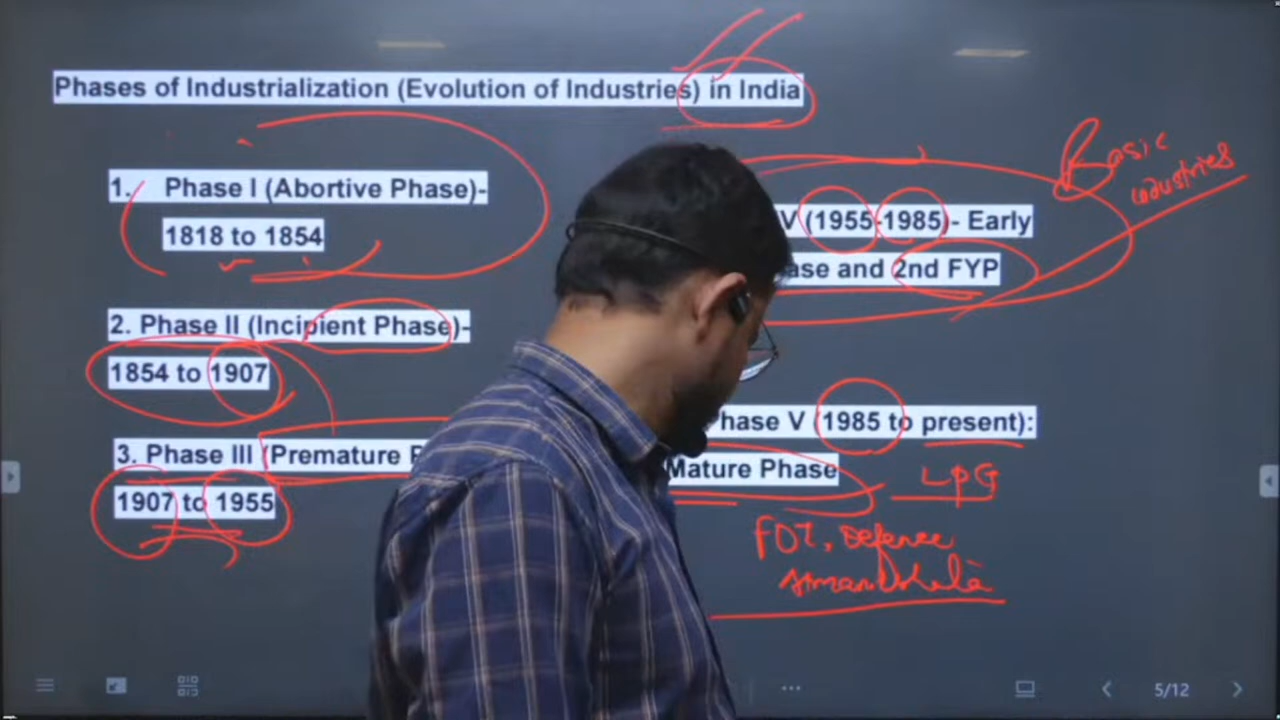 Phases of Industrialization (Evolution of Industries) in India
1. Phase I (Abortive Phase)-
1818 to 1854
2. Phase II (Incipient Phase)-
1854 to 1907
3. Phase III (Premature P
1907 to 1955
V (1955-1985)- Early
ase and 2nd FYP
Basic
industries
hase V (1985 to present):
Mature Phase
LPG
FDI, Defence
5/12